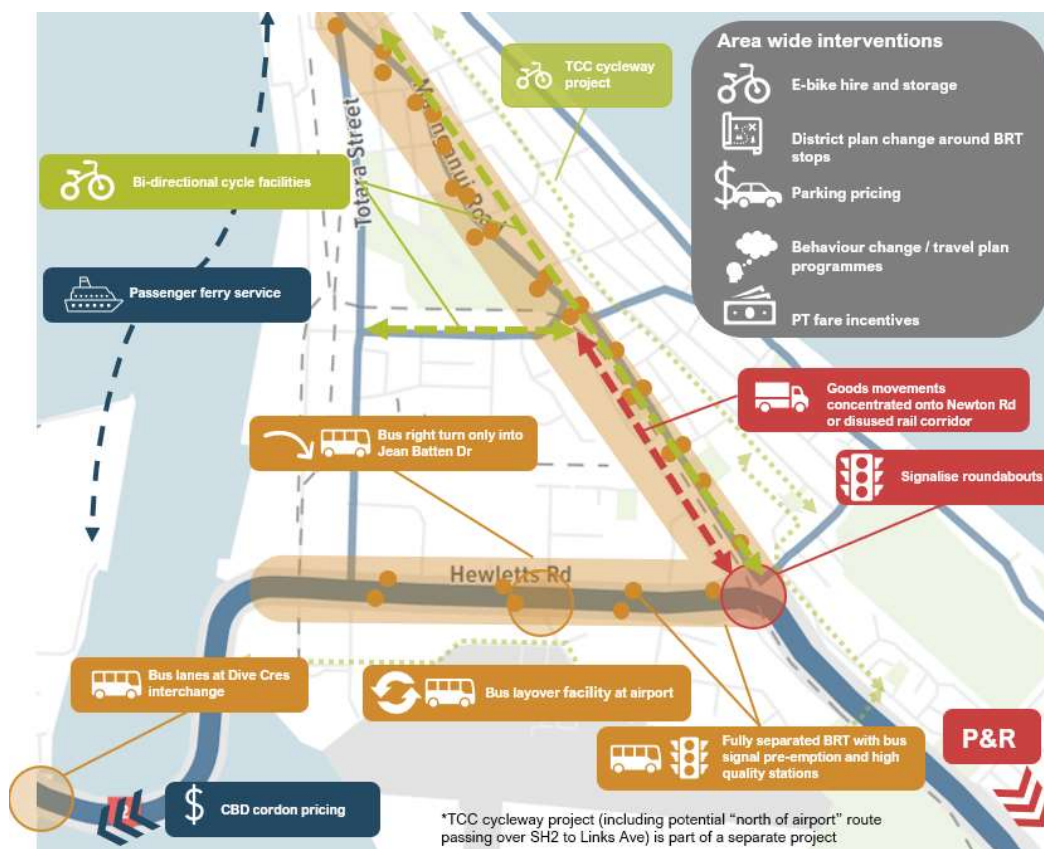 Area wide interventions
E-bike hire and storage
District plan change around BRT
stops
Parking pricing
Behaviour change / travel plan
programmes
PT fare incentives
TCC cycleway
project
Maunganui Road
Totara Street
Bi-directional cycle facilities
Passenger ferry service
Goods movements
concentrated onto Newton Rd
or disused rail corridor
Bus right turn only into
Jean Batten Dr
Signalise roundabouts
Hewletts Rd
Bus lanes at Dive Cres
interchange
Bus layover facility at airport
Fully separated BRT with bus
signal pre-emption and high
quality stations
P&R
2
$ CBD cordon pricing
*TCC cycleway project (including potential “north of airport” route
passing over SH2 to Links Ave) is part of a separate project